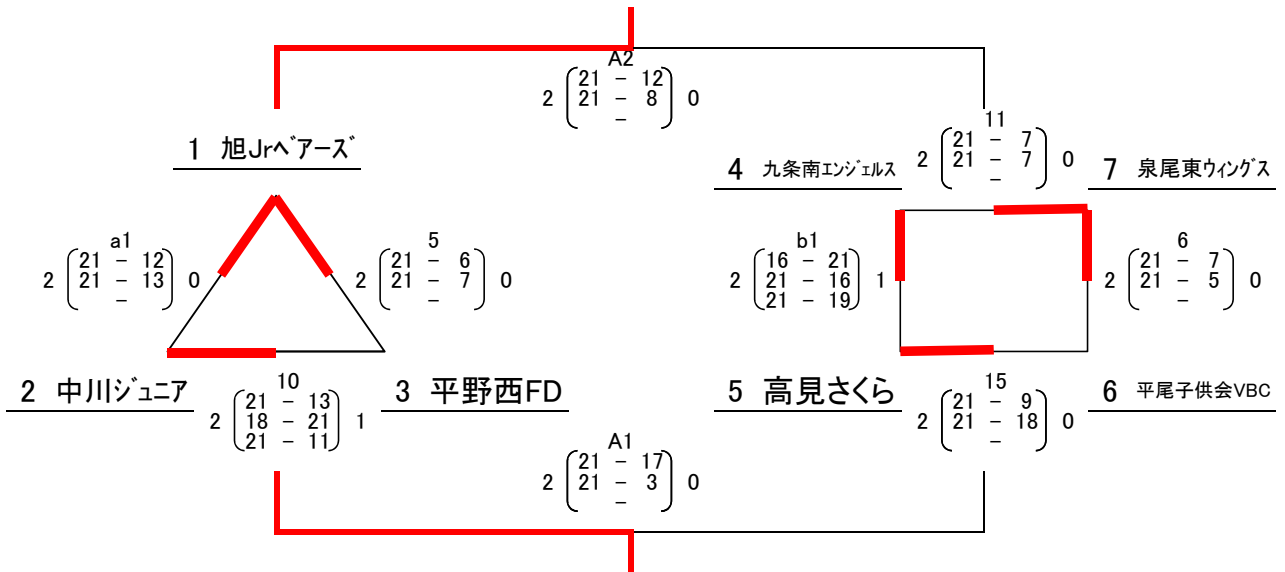 A2
2 21 - 12 0
21 - 8
-
1 旭Jrベアーズ
11
2 21 - 7 0
21 - 7
-
4 九条南エンジェルス
7 泉尾東ウィングス
a1
2 21 - 12 0
21 - 13
-
5
2 21 - 6 0
21 - 7
-
b1
2 16 - 21 1
21 - 16
21 - 19
6
2 21 - 7 0
21 - 5
-
2 中川ジュニア
10
2 21 - 13 1
18 - 21
21 - 11
3 平野西FD
5 高見さくら
15
2 21 - 9 0
21 - 18
-
6 平尾子供会VBC
A1
2 21 - 17 0
21 - 3
-